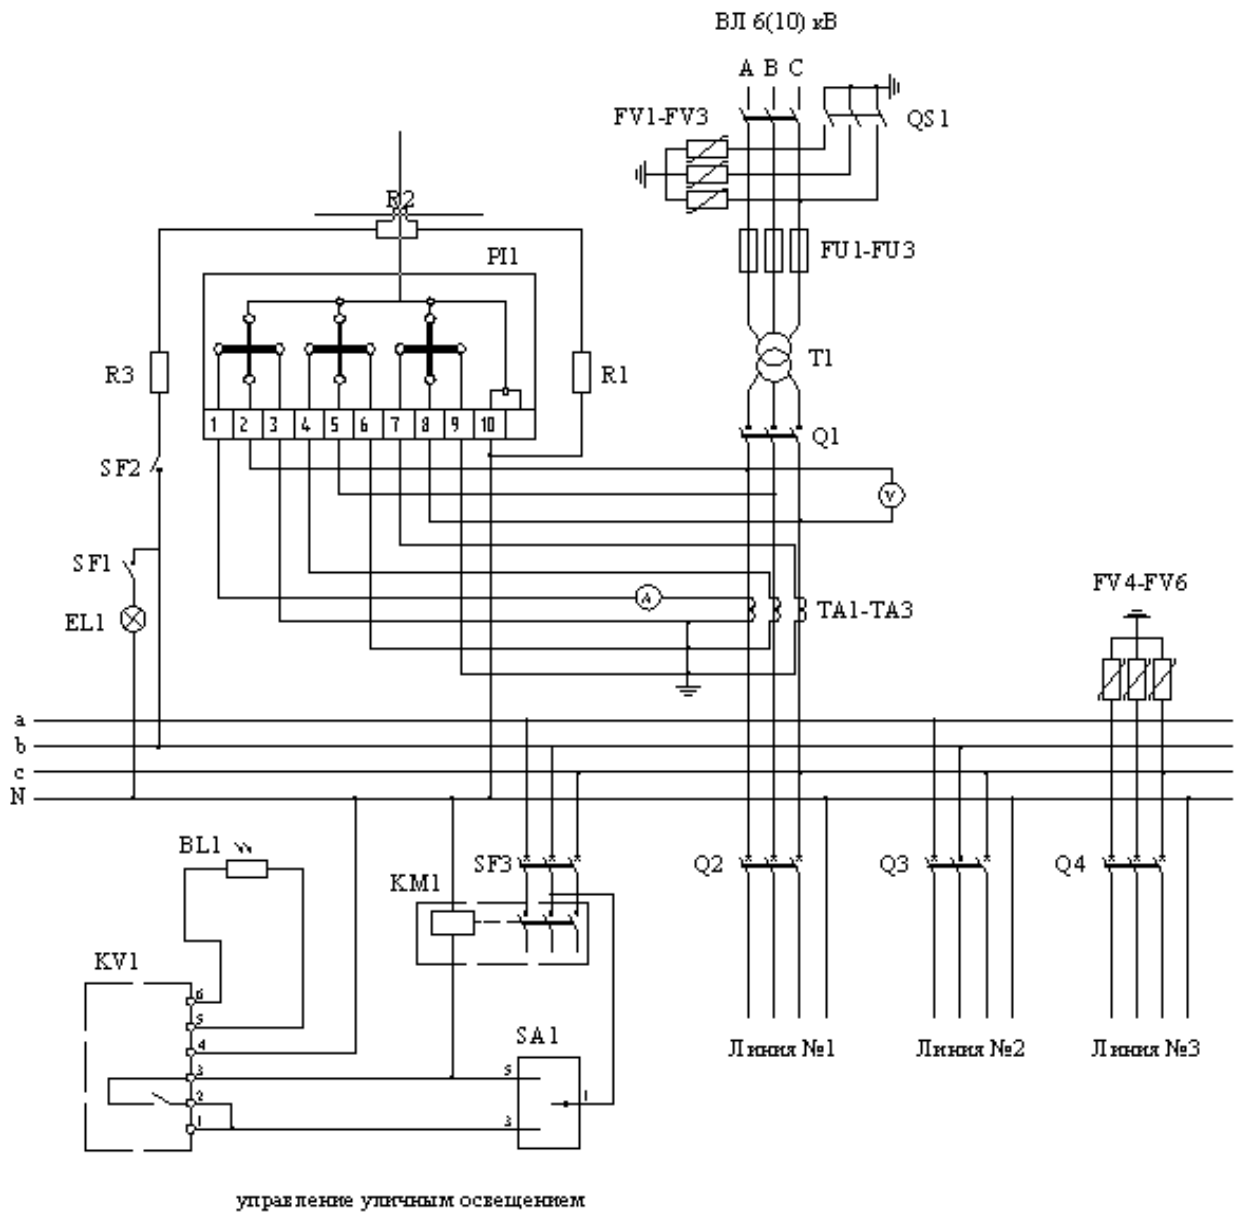 ВЛ 6(10) кВ
A B C
FV1-FV3
QS1
R2
FU1-FU3
PI1
T1
R3
R1
1 2 3 4 5 6 7 8 9 10
Q1
SF2
V
SF1
FV4-FV6
A
TA1-TA3
EL1
a
b
c
N
BL1
SF3
Q2
Q3
Q4
KM1
KV1
6
5
4
SA1
Линия №1
Линия №2
Линия №3
3
5
2
1
1
3
управление уличным освещением